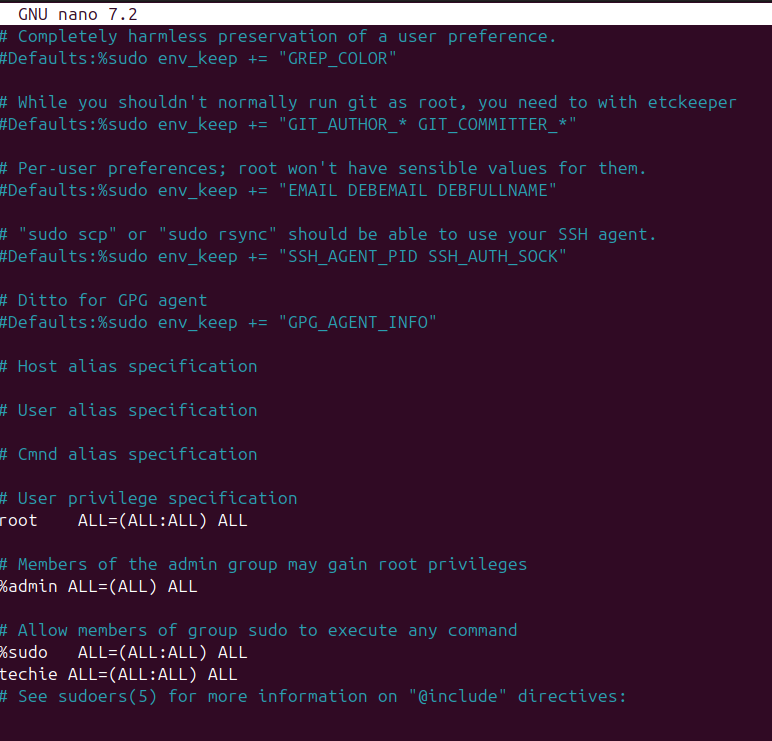 GNU nano 7.2
# Completely harmless preservation of a user preference.
#Defaults:%sudo env_keep += "GREP_COLOR"
# While you shouldn't normally run git as root, you need to with etckeeper
#Defaults:%sudo env_keep += "GIT_AUTHOR_* GIT_COMMITTER_*"
# Per-user preferences; root won't have sensible values for them.
#Defaults:%sudo env_keep += "EMAIL DEBEMAIL DEBFULLNAME"
# "sudo scp" or "sudo rsync" should be able to use your SSH agent.
#Defaults:%sudo env_keep += "SSH_AGENT_PID SSH_AUTH_SOCK"
# Ditto for GPG agent
#Defaults:%sudo env_keep += "GPG_AGENT_INFO"
# Host alias specification
# User alias specification
# Cmnd alias specification
# User privilege specification
root    ALL=(ALL:ALL) ALL
# Members of the admin group may gain root privileges
%admin ALL=(ALL) ALL
# Allow members of group sudo to execute any command
%sudo   ALL=(ALL:ALL) ALL
techie ALL=(ALL:ALL) ALL
# See sudoers(5) for more information on "@include" directives: